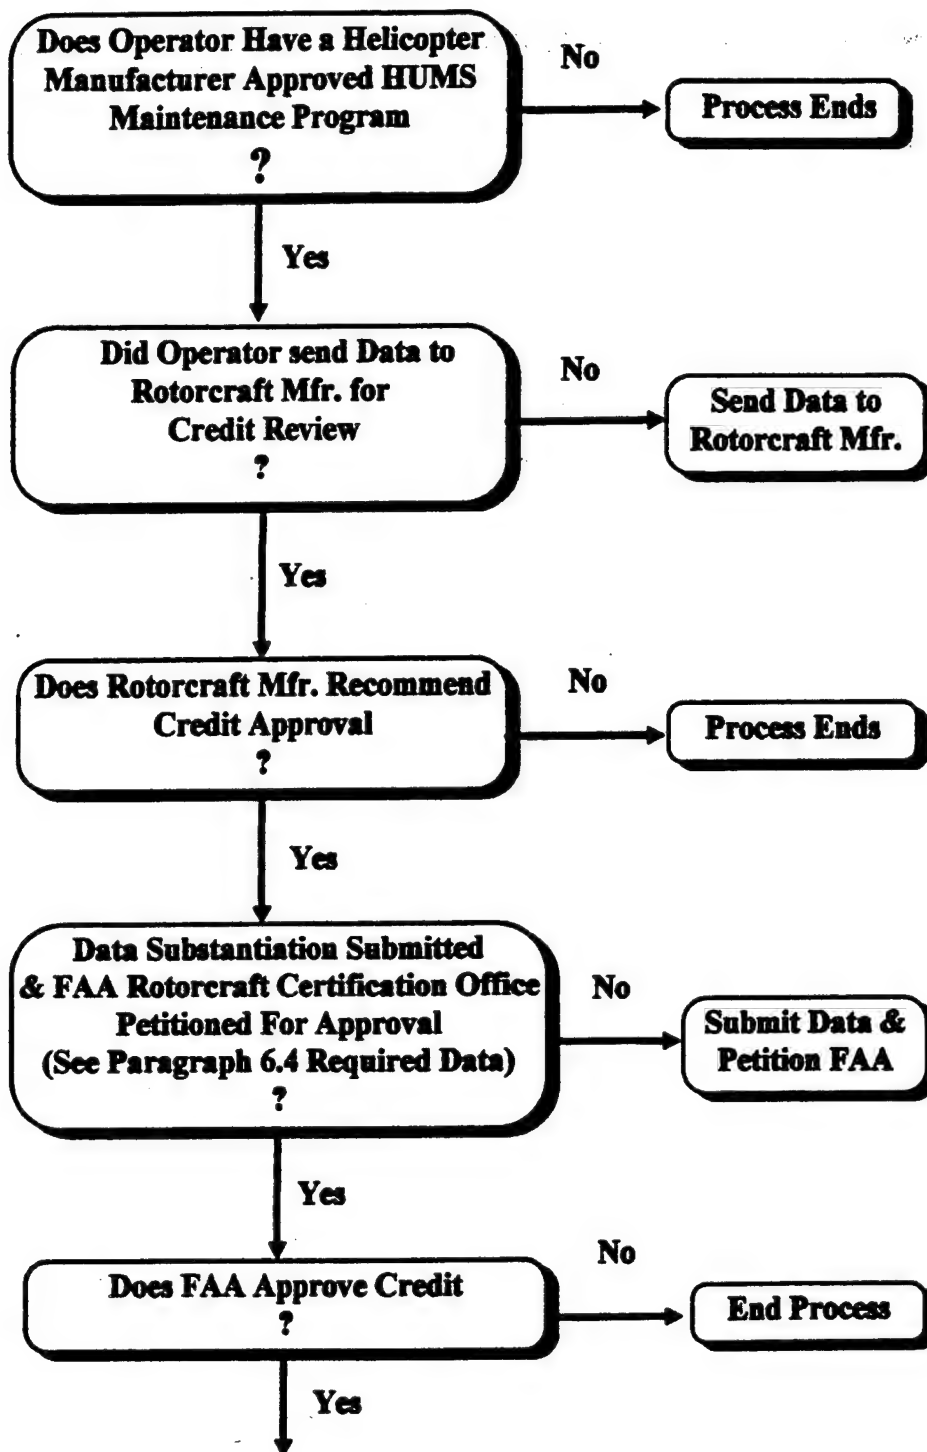 Does Operator Have a Helicopter
Manufacturer Approved HUMS
Maintenance Program
?
No
Process Ends
Yes
Did Operator send Data to
Rotorcraft Mfr. for
Credit Review
?
No
Send Data to
Rotorcraft Mfr.
Yes
Does Rotorcraft Mfr. Recommend
Credit Approval
?
No
Process Ends
Yes
Data Substantiation Submitted
& FAA Rotorcraft Certification Office
Petitioned For Approval
(See Paragraph 6.4 Required Data)
?
No
Submit Data &
Petition FAA
Yes
Does FAA Approve Credit
?
No
End Process
Yes